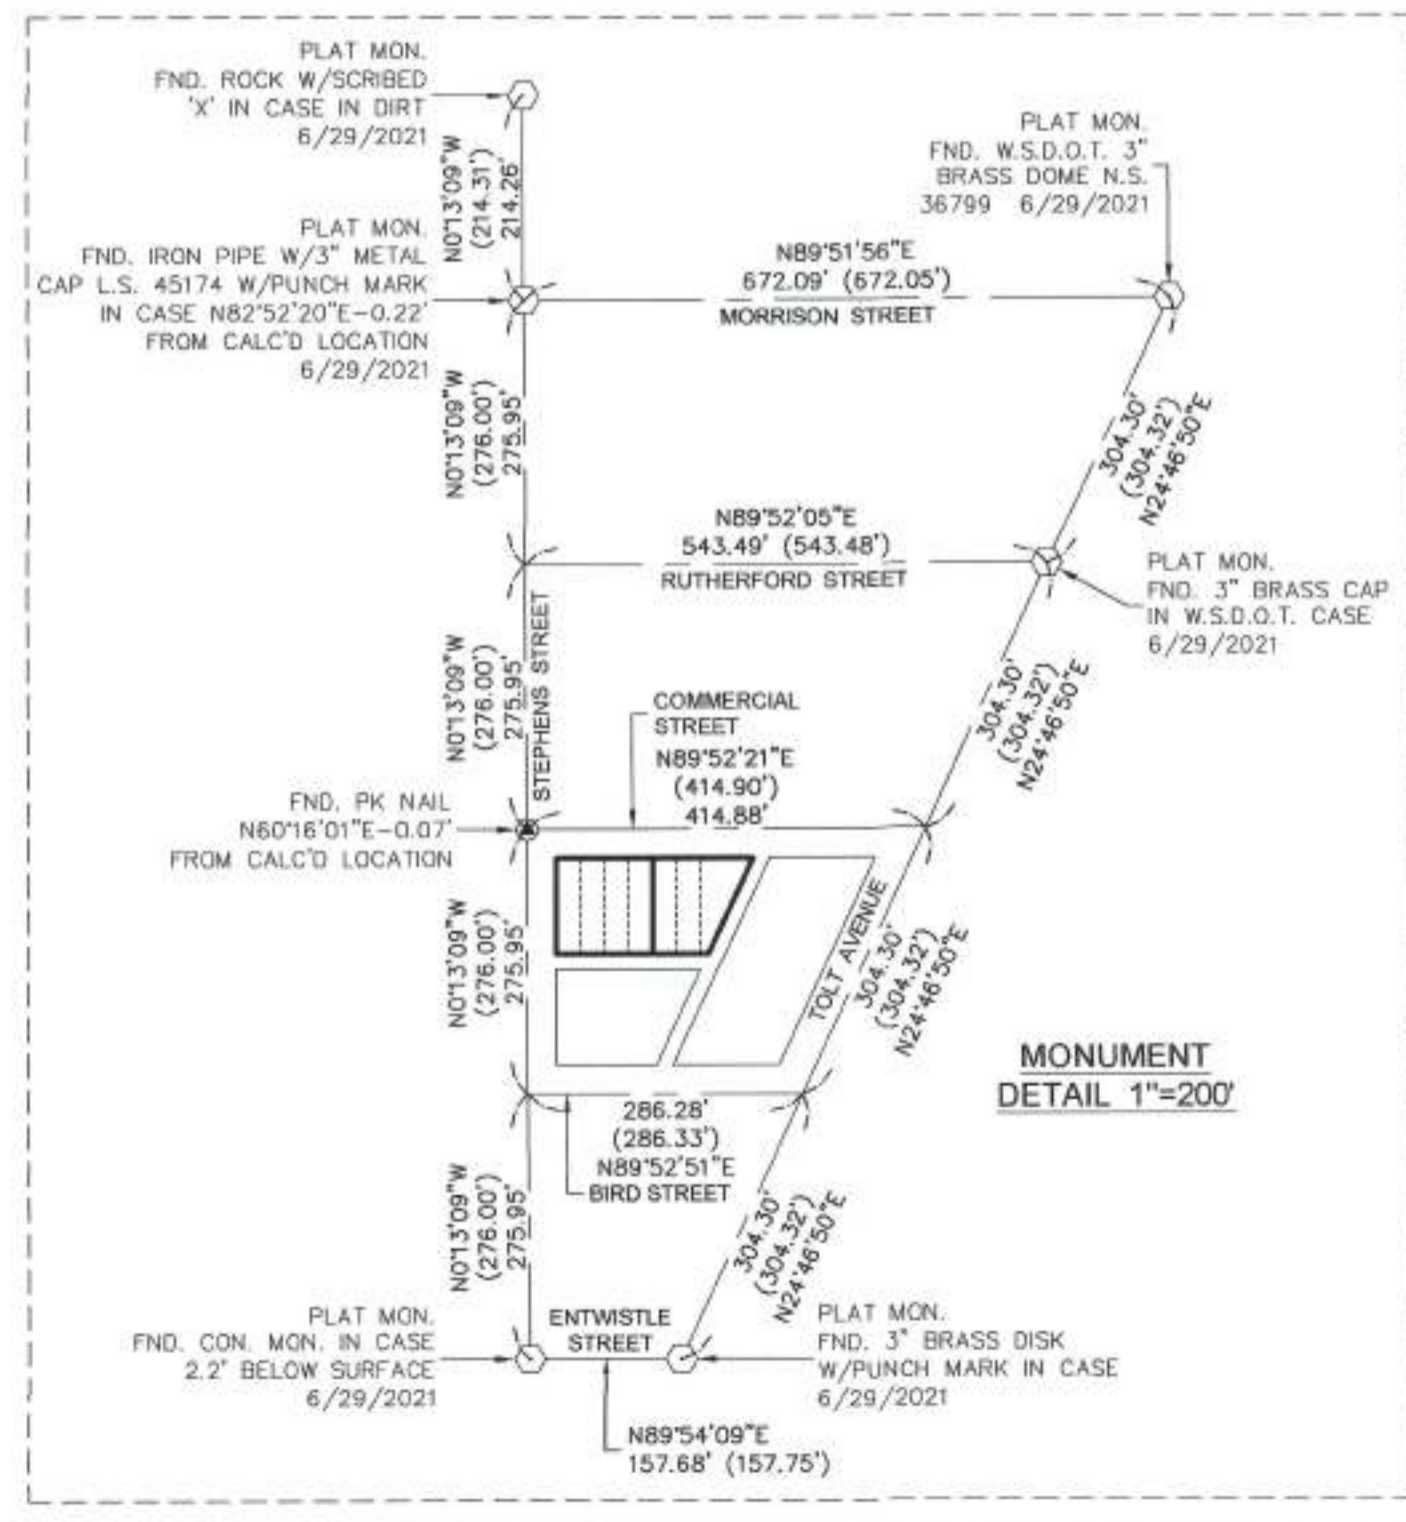 PLAT MON.
FND. ROCK W/SCRIBED
'X' IN CASE IN DIRT
6/29/2021
N0°13'09"W
(214.31')
214.26'
PLAT MON.
FND. W.S.D.O.T. 3"
BRASS DOME N.S.
36799 6/29/2021
PLAT MON.
FND. IRON PIPE W/3" METAL
CAP L.S. 45174 W/PUNCH MARK
IN CASE N82°52'20"E-0.22'
FROM CALC'D LOCATION
6/29/2021
N89°51'56"E
672.09' (672.05')
MORRISON STREET
N0°13'09"W
(276.00')
275.95'
304.30'
(304.32')
N24°46'50"E
N89°52'05"E
543.49' (543.48')
RUTHERFORD STREET
PLAT MON.
FND. 3" BRASS CAP
IN W.S.D.O.T. CASE
6/29/2021
N0°13'09"W
(276.00')
275.95'
STEPHENS STREET
COMMERCIAL
STREET
N89°52'21"E
(414.90')
414.88'
304.30'
(304.32')
N24°46'50"E
FND. PK NAIL
N60°16'01"E-0.07'
FROM CALC'D LOCATION
N0°13'09"W
(276.00')
275.95'
TOLT AVENUE
304.30'
(304.32')
N24°46'50"E
MONUMENT
DETAIL 1"=200'
286.28'
(286.33')
N89°52'51"E
BIRD STREET
N0°13'09"W
(276.00')
275.95'
304.30'
(304.32')
N24°46'50"E
PLAT MON.
FND. CON. MON. IN CASE
2.2' BELOW SURFACE
6/29/2021
ENTWISTLE
STREET
PLAT MON.
FND. 3" BRASS DISK
W/PUNCH MARK IN CASE
6/29/2021
N89°54'09"E
157.68' (157.75')